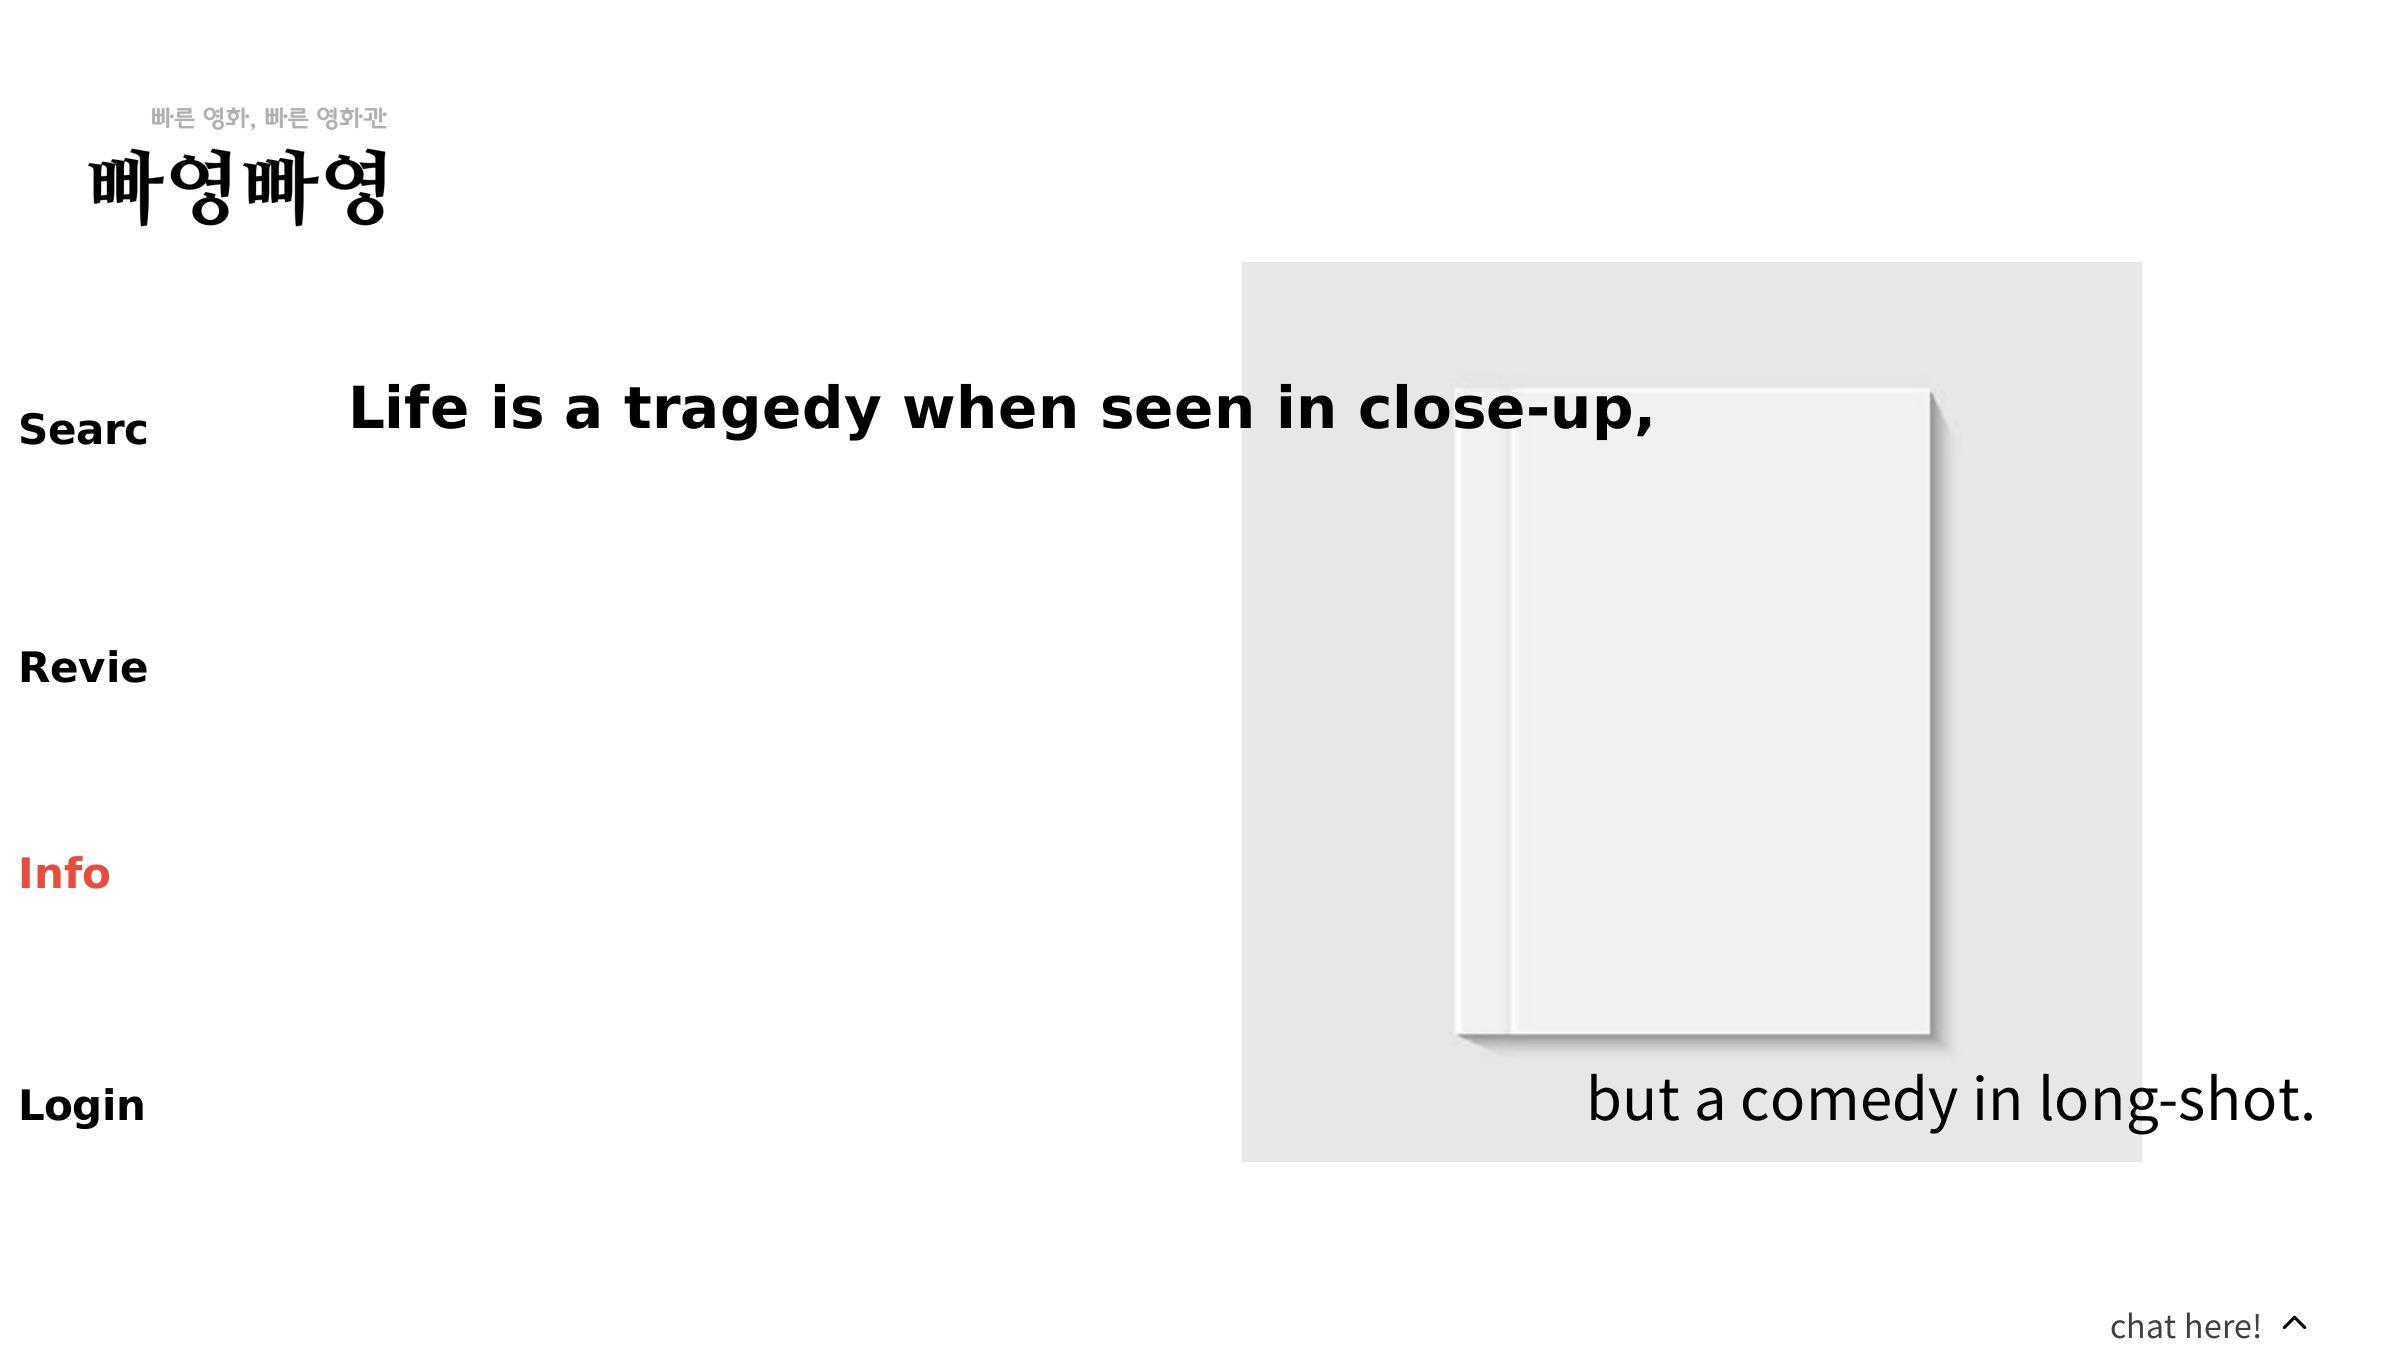 빠른 영화, 빠른 영화관
빠영빠영
Life is a tragedy when seen in close-up,
Searc
Revie
Info
Login
but a comedy in long-shot.
chat here!